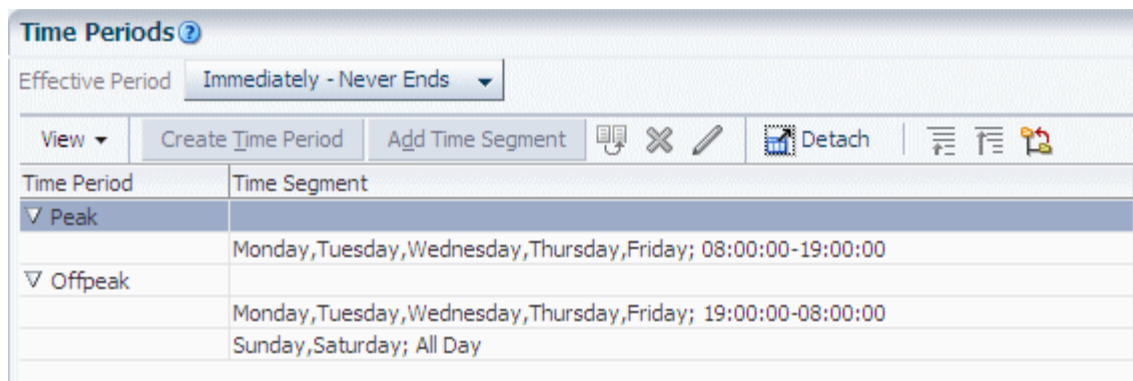 Time Periods
Effective Period Immediately - Never Ends
View Create Time Period Add Time Segment Detach
Time Period Time Segment
Peak
Monday,Tuesday,Wednesday,Thursday,Friday; 08:00:00-19:00:00
Offpeak
Monday,Tuesday,Wednesday,Thursday,Friday; 19:00:00-08:00:00
Sunday,Saturday; All Day